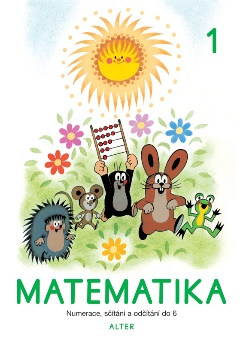 1
MATEMATIKA
Numerace, sčítání a odčítání do 6
ALTER